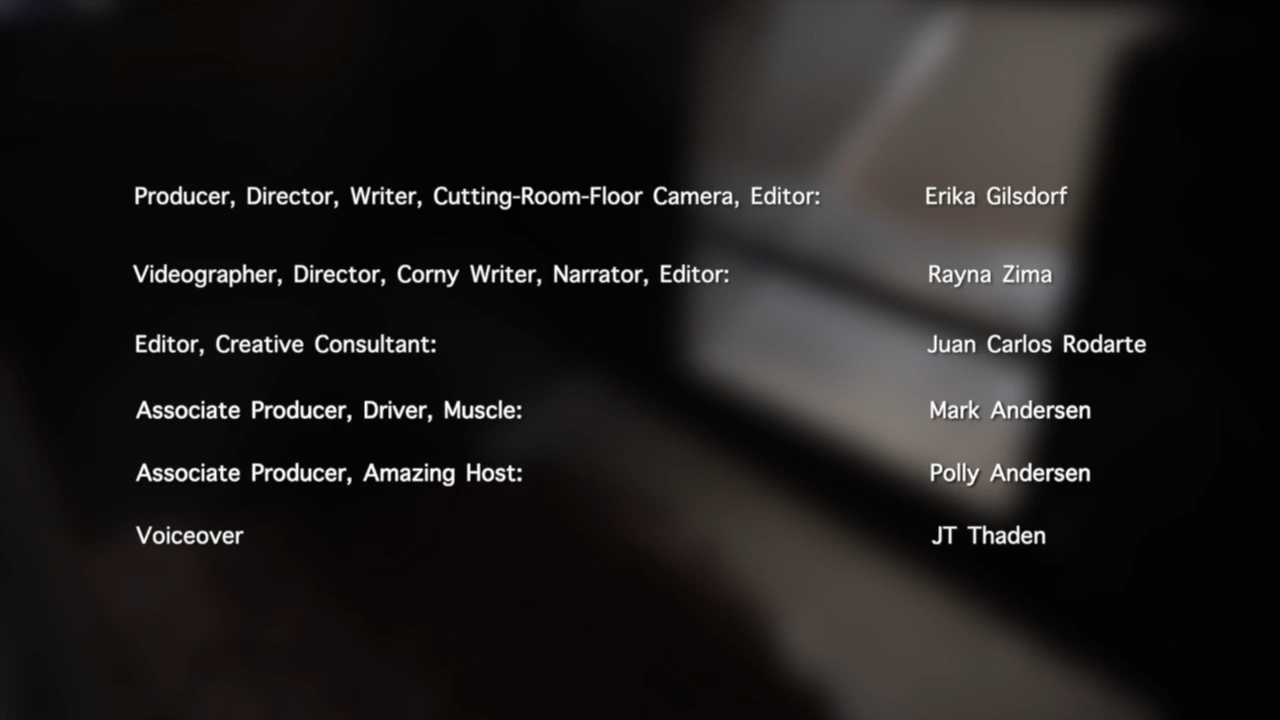 Producer, Director, Writer, Cutting-Room-Floor Camera, Editor: Erika Gilsdorf
Videographer, Director, Corny Writer, Narrator, Editor: Rayna Zima
Editor, Creative Consultant: Juan Carlos Rodarte
Associate Producer, Driver, Muscle: Mark Andersen
Associate Producer, Amazing Host: Polly Andersen
Voiceover JT Thaden